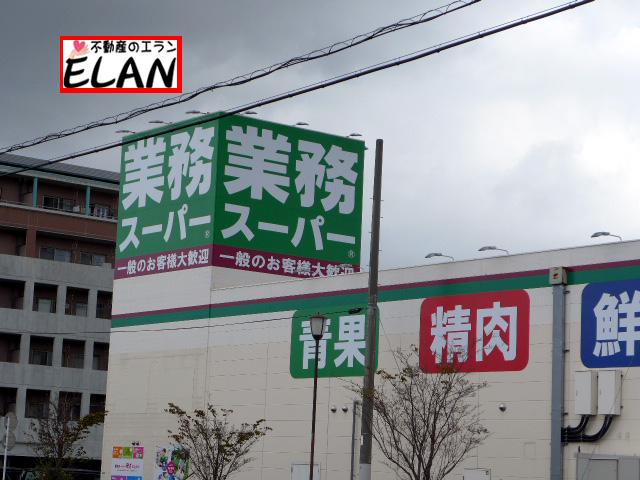 不動産のエラン
ELAN
業務
スーパー®
一般のお客様大歓迎
業務
スーパー®
一般のお客様大歓迎
青果
精肉
鮮